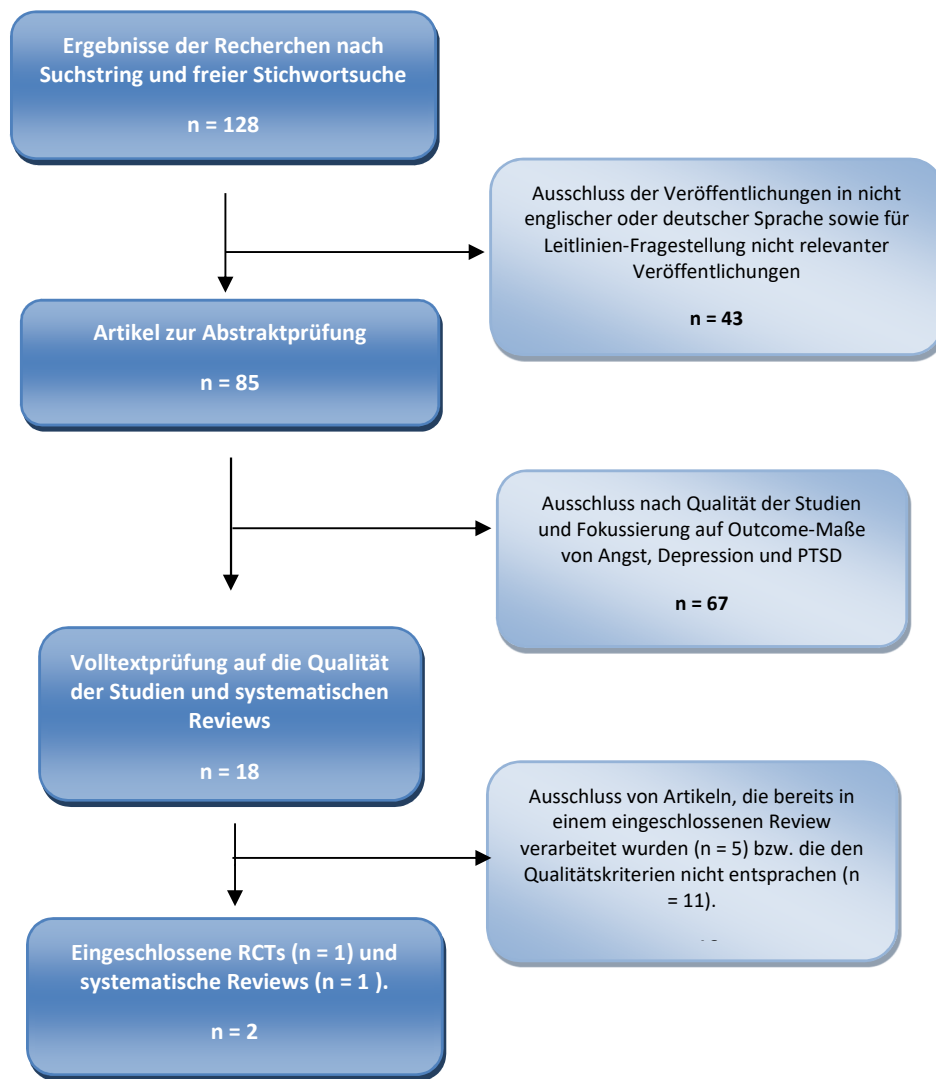 Ergebnisse der Recherchen nach
Suchstring und freier Stichwortsuche
n = 128
Ausschluss der Veröffentlichungen in nicht
englischer oder deutscher Sprache sowie für
Leitlinien-Fragestellung nicht relevanter
Veröffentlichungen
n = 43
Artikel zur Abstraktprüfung
n = 85
Ausschluss nach Qualität der Studien
und Fokussierung auf Outcome-Maße
von Angst, Depression und PTSD
n = 67
Volltextprüfung auf die Qualität
der Studien und systematischen
Reviews
n = 18
Ausschluss von Artikeln, die bereits in
einem eingeschlossen Review
verarbeitet wurden (n = 5) bzw. die den
Qualitätskriterien nicht entsprachen (n
= 11).
Eingeschlossene RCTs (n = 1) und
systematische Reviews (n = 1 ).
n = 2